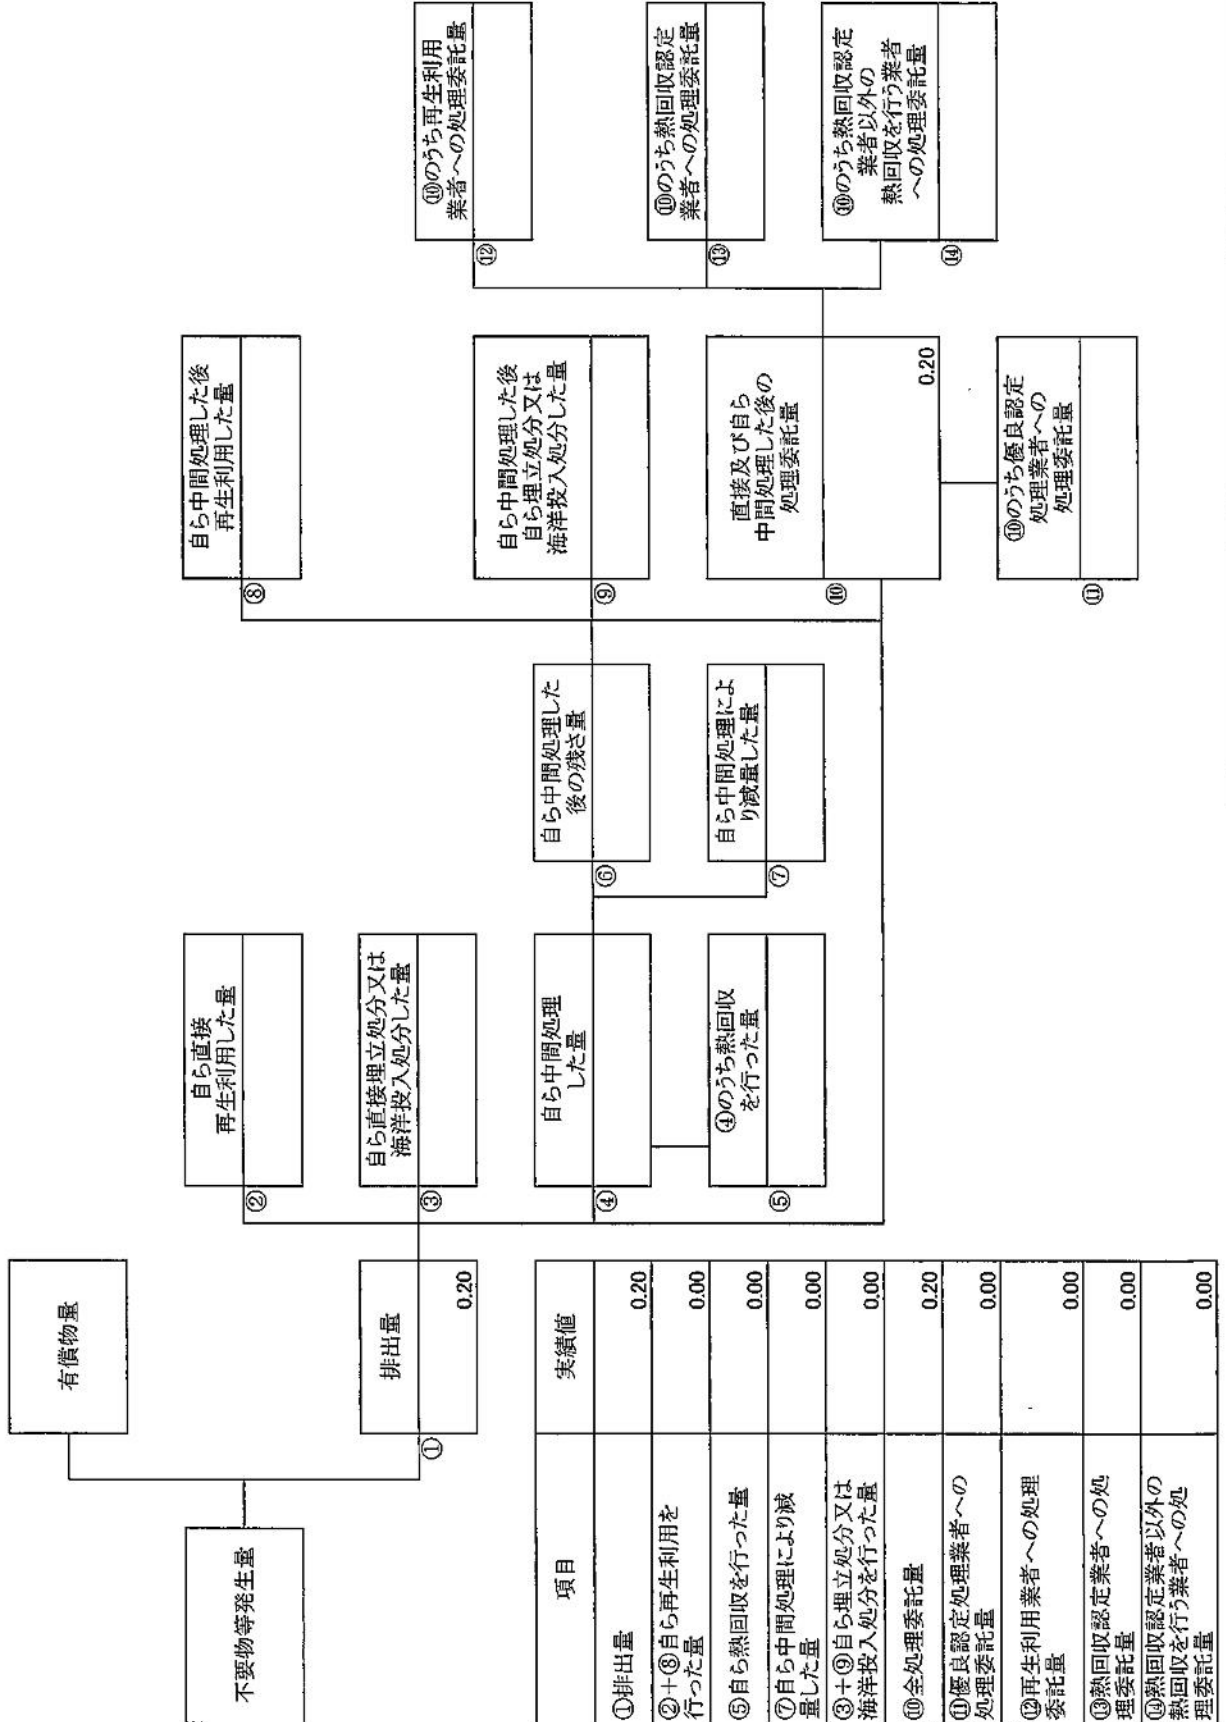 不要物等発生量
有償物量
①
排出量
0.20
②
自ら直接
再生利用した量
③
自ら直接埋立処分又は
海洋投入処分した量
④
自ら中間処理
した量
⑤
④のうち熱回収
を行った量
⑥
自ら中間処理した
後の残さ量
⑦
自ら中間処理によ
り減量した量
⑧
自ら中間処理した後
再生利用した量
⑨
自ら中間処理した後
自ら埋立処分又は
海洋投入処分した量
⑩
直接及び自ら
中間処理した後の
処理委託量
0.20
⑪
⑩のうち優良認定
処理業者への
処理委託量
⑫
⑩のうち再生利用
業者への処理委託量
⑬
⑩のうち熱回収認定
業者への処理委託量
⑭
⑩のうち熱回収認定
業者以外の
熱回収を行う業者
への処理委託量
項目 実績値
①排出量 0.20
②+⑧自ら再生利用を
行った量 0.00
⑤自ら熱回収を行った量 0.00
⑦自ら中間処理により減
量した量 0.00
③+⑨自ら埋立処分又は
海洋投入処分を行った量 0.00
⑩全処理委託量 0.20
⑪優良認定処理業者への
処理委託量 0.00
⑫再生利用業者への処理
委託量 0.00
⑬熱回収認定業者への処
理委託量 0.00
⑭熱回収認定業者以外の
熱回収を行う業者への処
理委託量 0.00